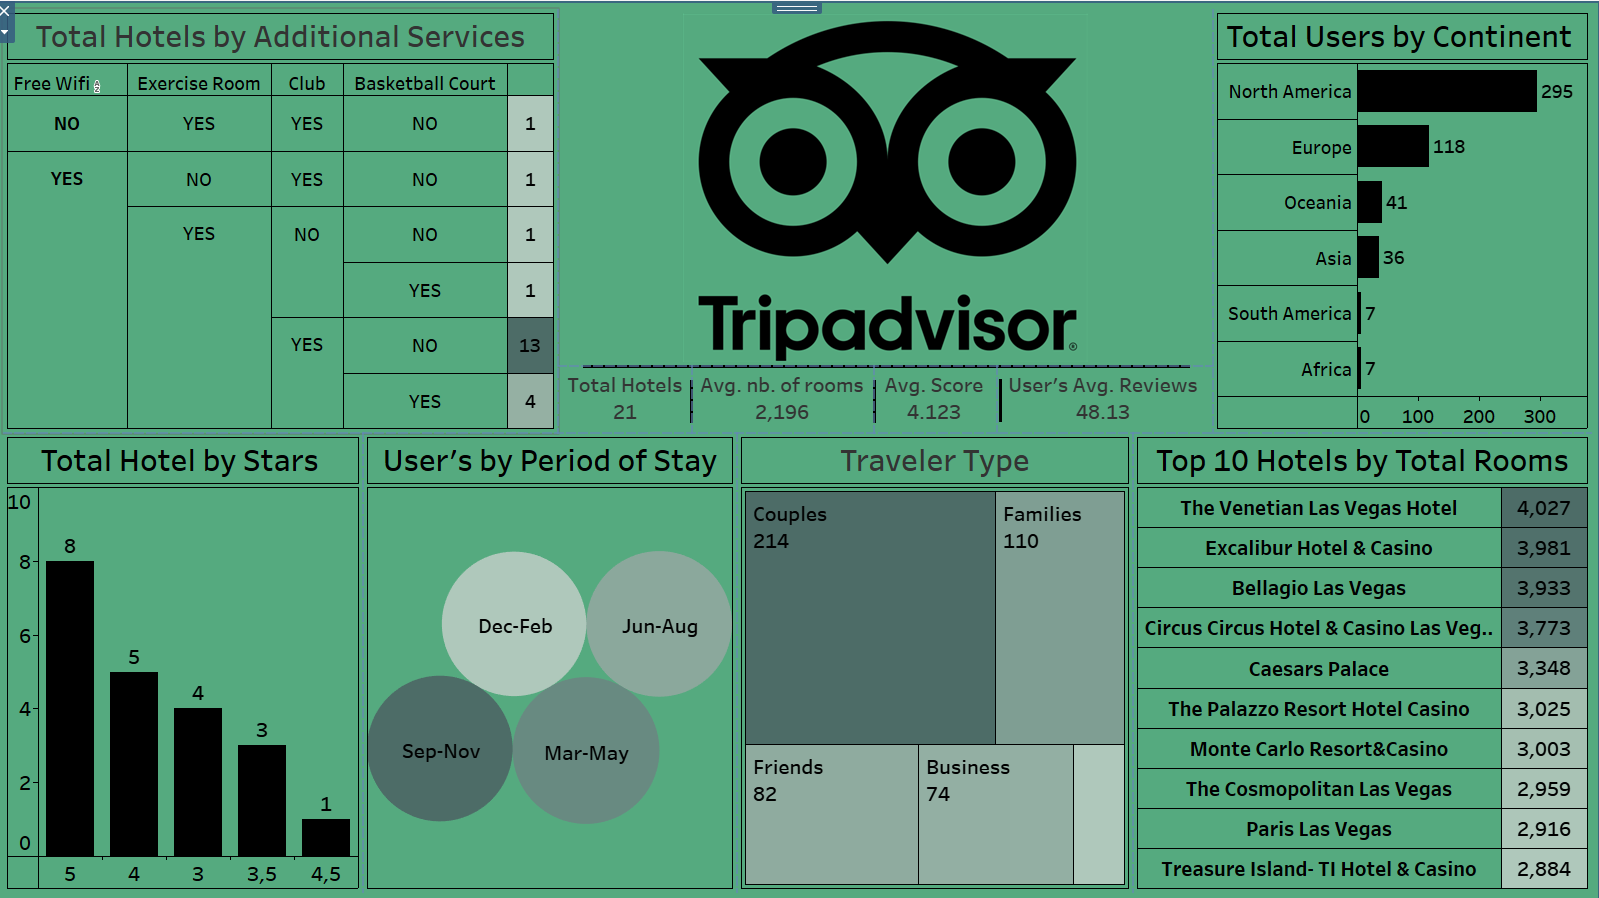 Total Hotels by Additional Services
Free Wifi Exercise Room Club Basketball Court
NO YES YES NO 1
YES NO YES NO 1
YES NO NO 1
YES 1
YES NO 13
YES 4
Tripadvisor®
Total Hotels
21
Avg. nb. of rooms
2,196
Avg. Score
4.123
User's Avg. Reviews
48.13
Total Users by Continent
North America 295
Europe 118
Oceania 41
Asia 36
South America 7
Africa 7
0 100 200 300
Total Hotel by Stars
10
8
6
4
2
0
8
5
4
3
1
5 4 3 3,5 4,5
User's by Period of Stay
Dec-Feb
Jun-Aug
Sep-Nov
Mar-May
Traveler Type
Couples
214
Families
110
Friends
82
Business
74
Top 10 Hotels by Total Rooms
The Venetian Las Vegas Hotel 4,027
Excalibur Hotel & Casino 3,981
Bellagio Las Vegas 3,933
Circus Circus Hotel & Casino Las Veg.. 3,773
Caesars Palace 3,348
The Palazzo Resort Hotel Casino 3,025
Monte Carlo Resort&Casino 3,003
The Cosmopolitan Las Vegas 2,959
Paris Las Vegas 2,916
Treasure Island- TI Hotel & Casino 2,884